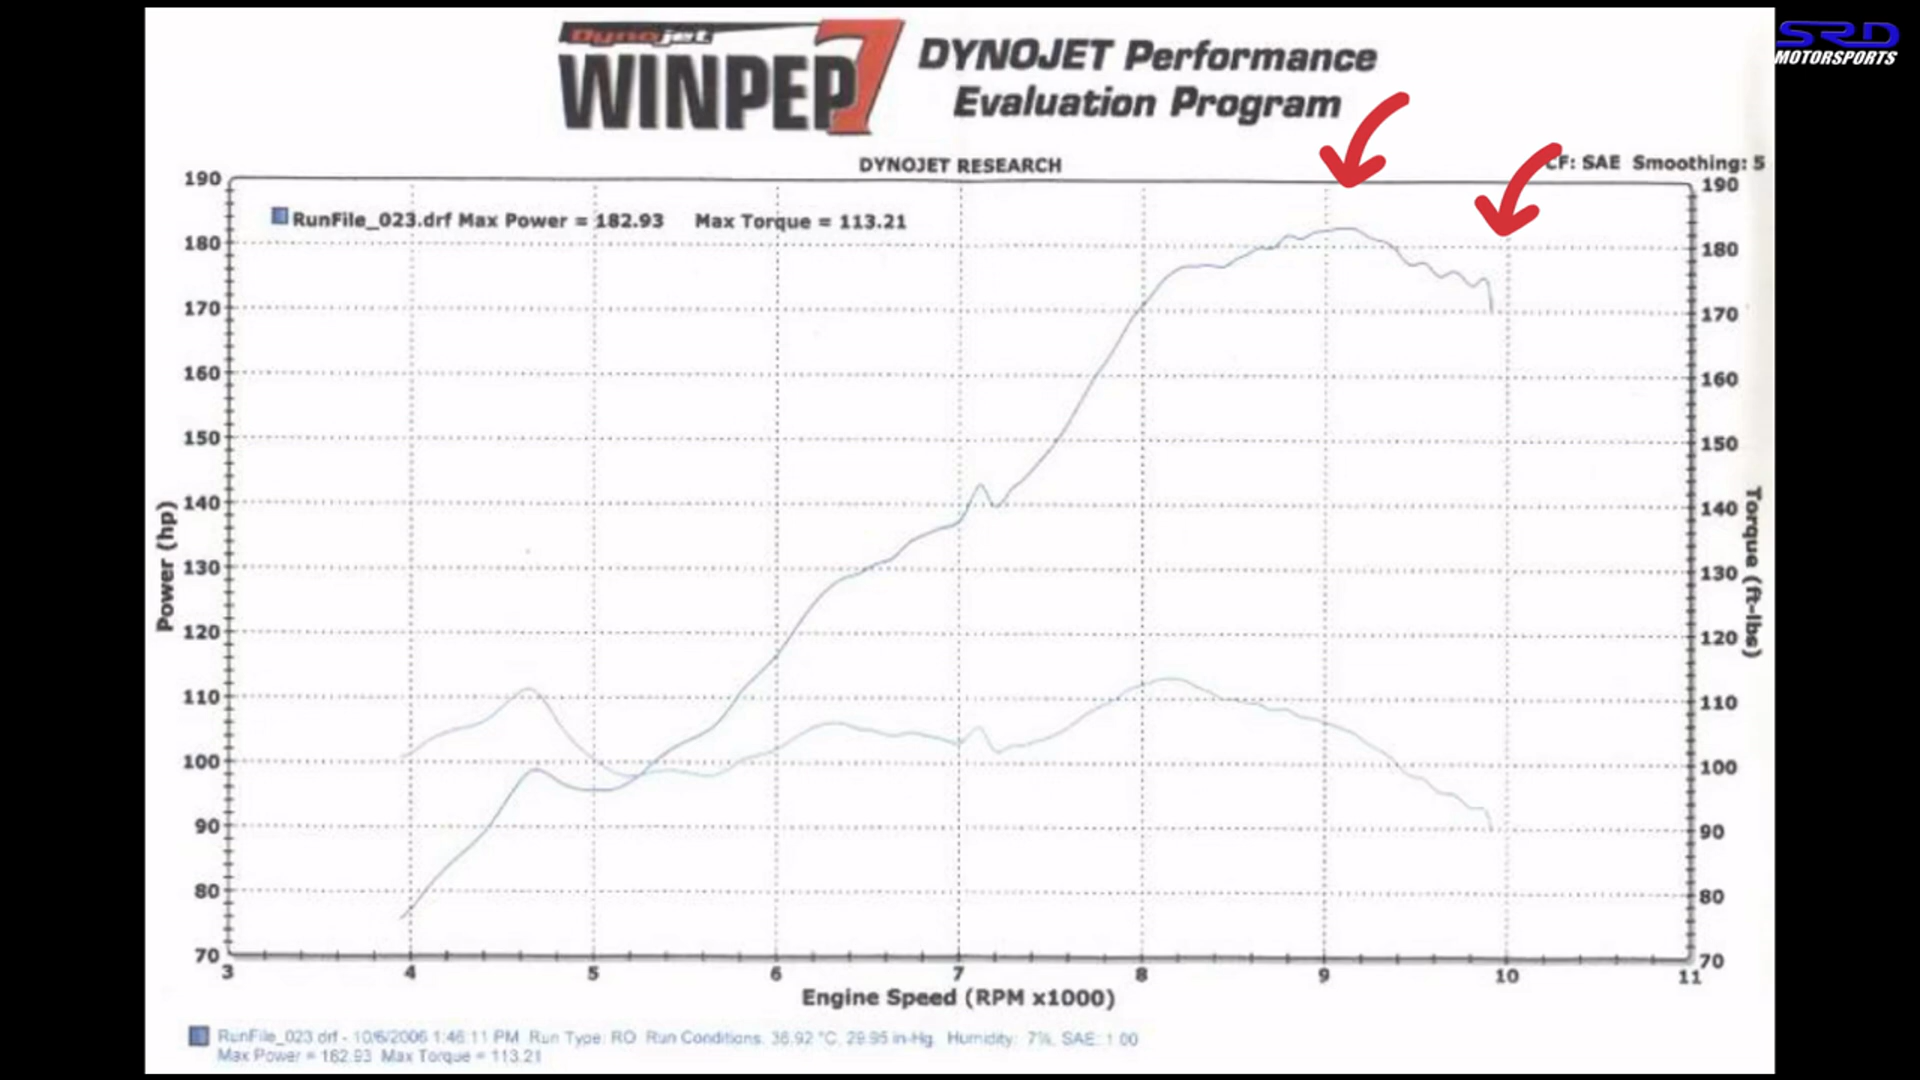 Dynojet
WINPEP7
DYNOJET Performance
Evaluation Program
SRD
MOTORSPORTS
DYNOJET RESEARCH
CF: SAE Smoothing: 5
RunFile_023.drf Max Power = 182.93 Max Torque = 113.21
190
180
170
160
150
140
130
120
110
100
90
80
70
Power (hp)
190
180
170
160
150
140
130
120
110
100
90
80
70
Torque (ft-lbs)
3 4 5 6 7 8 9 10 11
Engine Speed (RPM x1000)
RunFile_023.drf - 10/6/2006 1:46:11 PM Run Type: RO Run Conditions: 36.92 °C, 29.95 in-Hg, Humidity: 7%, SAE: 1.00
Max Power = 182.93 Max Torque = 113.21